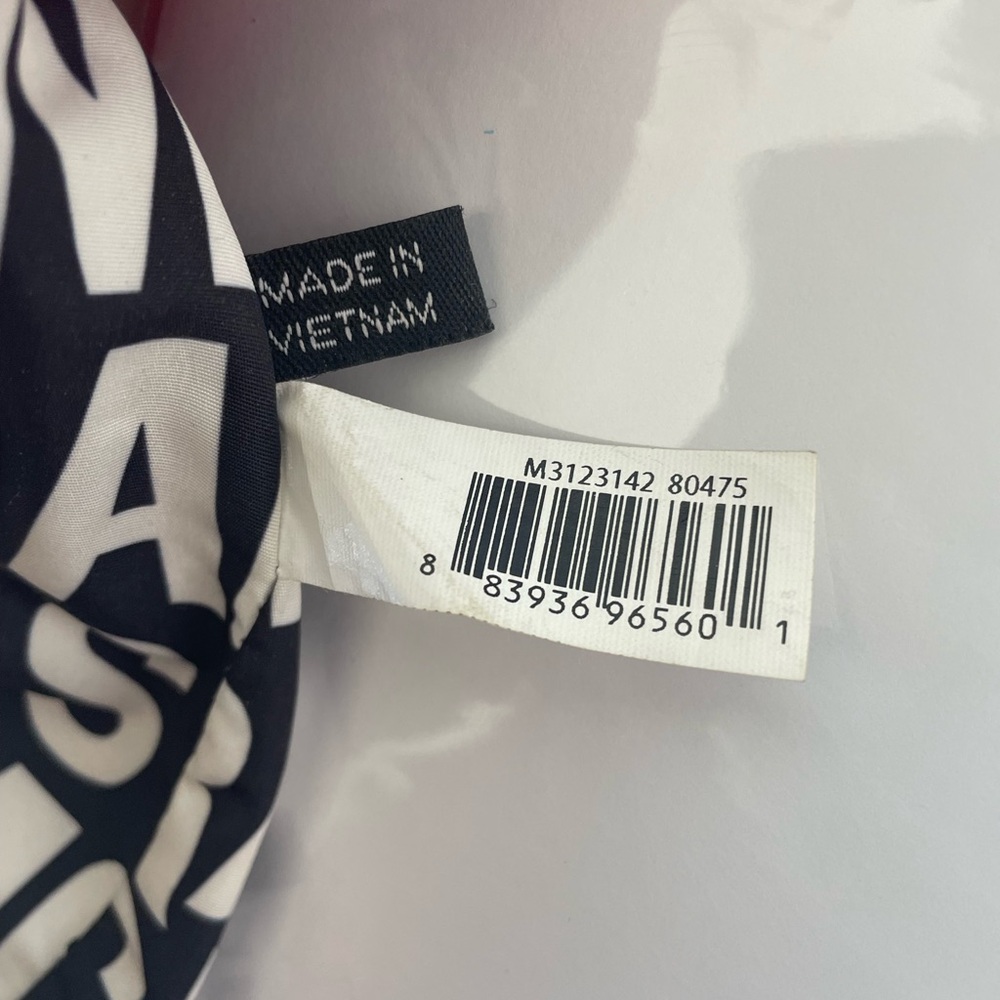 MADE IN
VIETNAM
M3123142 80475
8 83936 96560 1